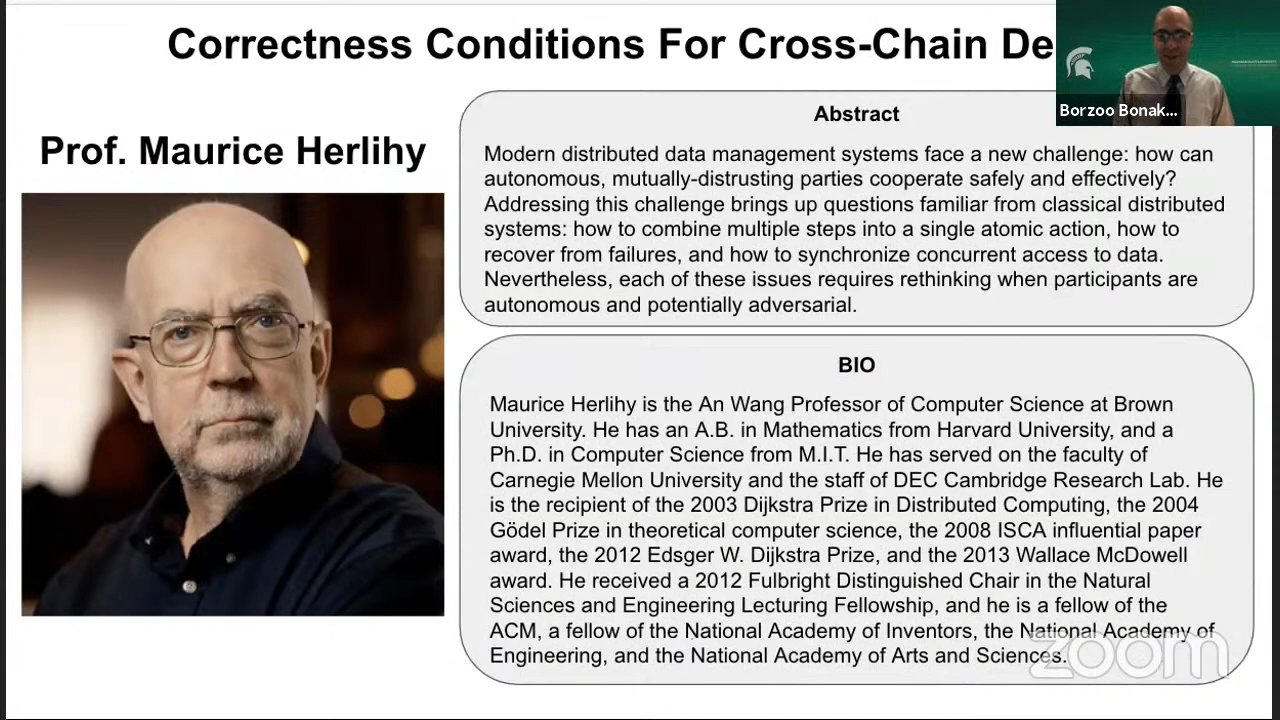 Correctness Conditions For Cross-Chain De
Borzoo Bonak...
Prof. Maurice Herlihy
Abstract
Modern distributed data management systems face a new challenge: how can
autonomous, mutually-distrusting parties cooperate safely and effectively?
Addressing this challenge brings up questions familiar from classical distributed
systems: how to combine multiple steps into a single atomic action, how to
recover from failures, and how to synchronize concurrent access to data.
Nevertheless, each of these issues requires rethinking when participants are
autonomous and potentially adversarial.
BIO
Maurice Herlihy is the An Wang Professor of Computer Science at Brown
University. He has an A.B. in Mathematics from Harvard University, and a
Ph.D. in Computer Science from M.I.T. He has served on the faculty of
Carnegie Mellon University and the staff of DEC Cambridge Research Lab. He
is the recipient of the 2003 Dijkstra Prize in Distributed Computing, the 2004
Gödel Prize in theoretical computer science, the 2008 ISCA influential paper
award, the 2012 Edsger W. Dijkstra Prize, and the 2013 Wallace McDowell
award. He received a 2012 Fulbright Distinguished Chair in the Natural
Sciences and Engineering Lecturing Fellowship, and he is a fellow of the
ACM, a fellow of the National Academy of Inventors, the National Academy of
Engineering, and the National Academy of Arts and Sciences.
zoom